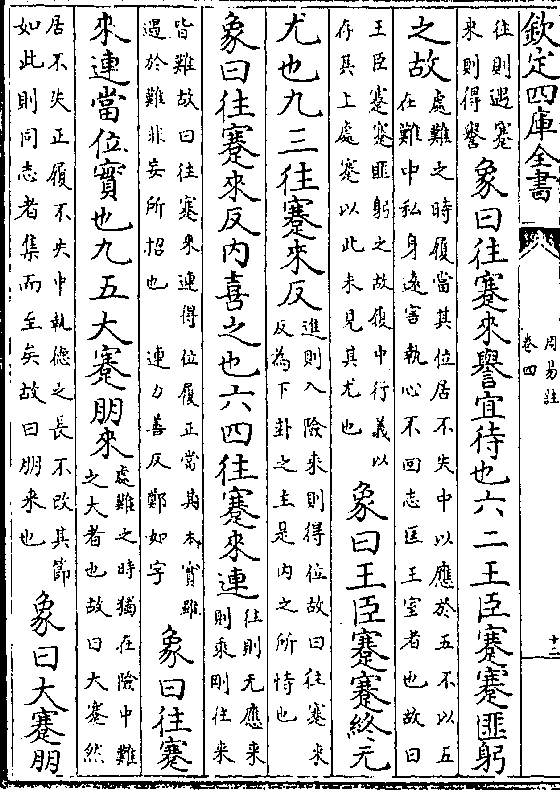 欽定四庫全書
周易註
卷四
十三
往則遇蹇
來則得譽
象曰往蹇來譽宜待也六二王臣蹇蹇匪躬
之故
處難之時履當其位居不失中以應於五不以五
在難中私身遠害執心不回志匡王室者也故曰
王臣蹇蹇匪躬之故履中行義以
存其上處蹇以此未見其尤也
象曰王臣蹇蹇終无
尤也九三往蹇來反
進則入險來則得位故曰往蹇來
反為下卦之主是内之所恃也
象曰往蹇來反内喜之也六四往蹇來連
往則无應來
則乘剛往來
皆難故曰往蹇來連得位履正當其本實雖
遇於難非妄所招也　連力善反鄭如字
象曰往蹇
來連當位實也九五大蹇朋來
處難之時獨在險中難
之大者也故曰大蹇然
居不失正履不失中執德之長不改其節
如此則同志者集而至矣故曰朋來也
象曰大蹇朋